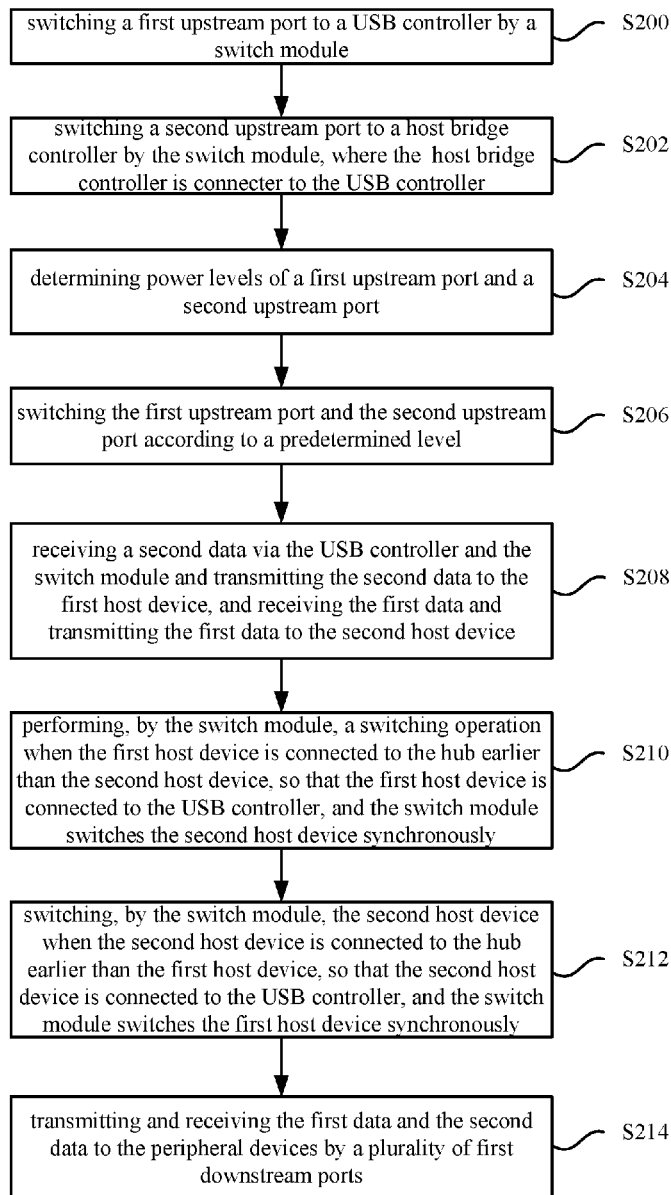 switching a first upstream port to a USB controller by a
switch module
S200
switching a second upstream port to a host bridge
controller by the switch module, where the host bridge
controller is connecter to the USB controller
S202
determining power levels of a first upstream port and a
second upstream port
S204
switching the first upstream port and the second upstream
port according to a predetermined level
S206
receiving a second data via the USB controller and the
switch module and transmitting the second data to the
first host device, and receiving the first data and
transmitting the first data to the second host device
S208
performing, by the switch module, a switching operation
when the first host device is connected to the hub earlier
than the second host device, so that the first host device is
connected to the USB controller, and the switch module
switches the second host device synchronously
S210
switching, by the switch module, the second host device
when the second host device is connected to the hub
earlier than the first host device, so that the second host
device is connected to the USB controller, and the switch
module switches the first host device synchronously
S212
transmitting and receiving the first data and the second
data to the peripheral devices by a plurality of first
downstream ports
S214